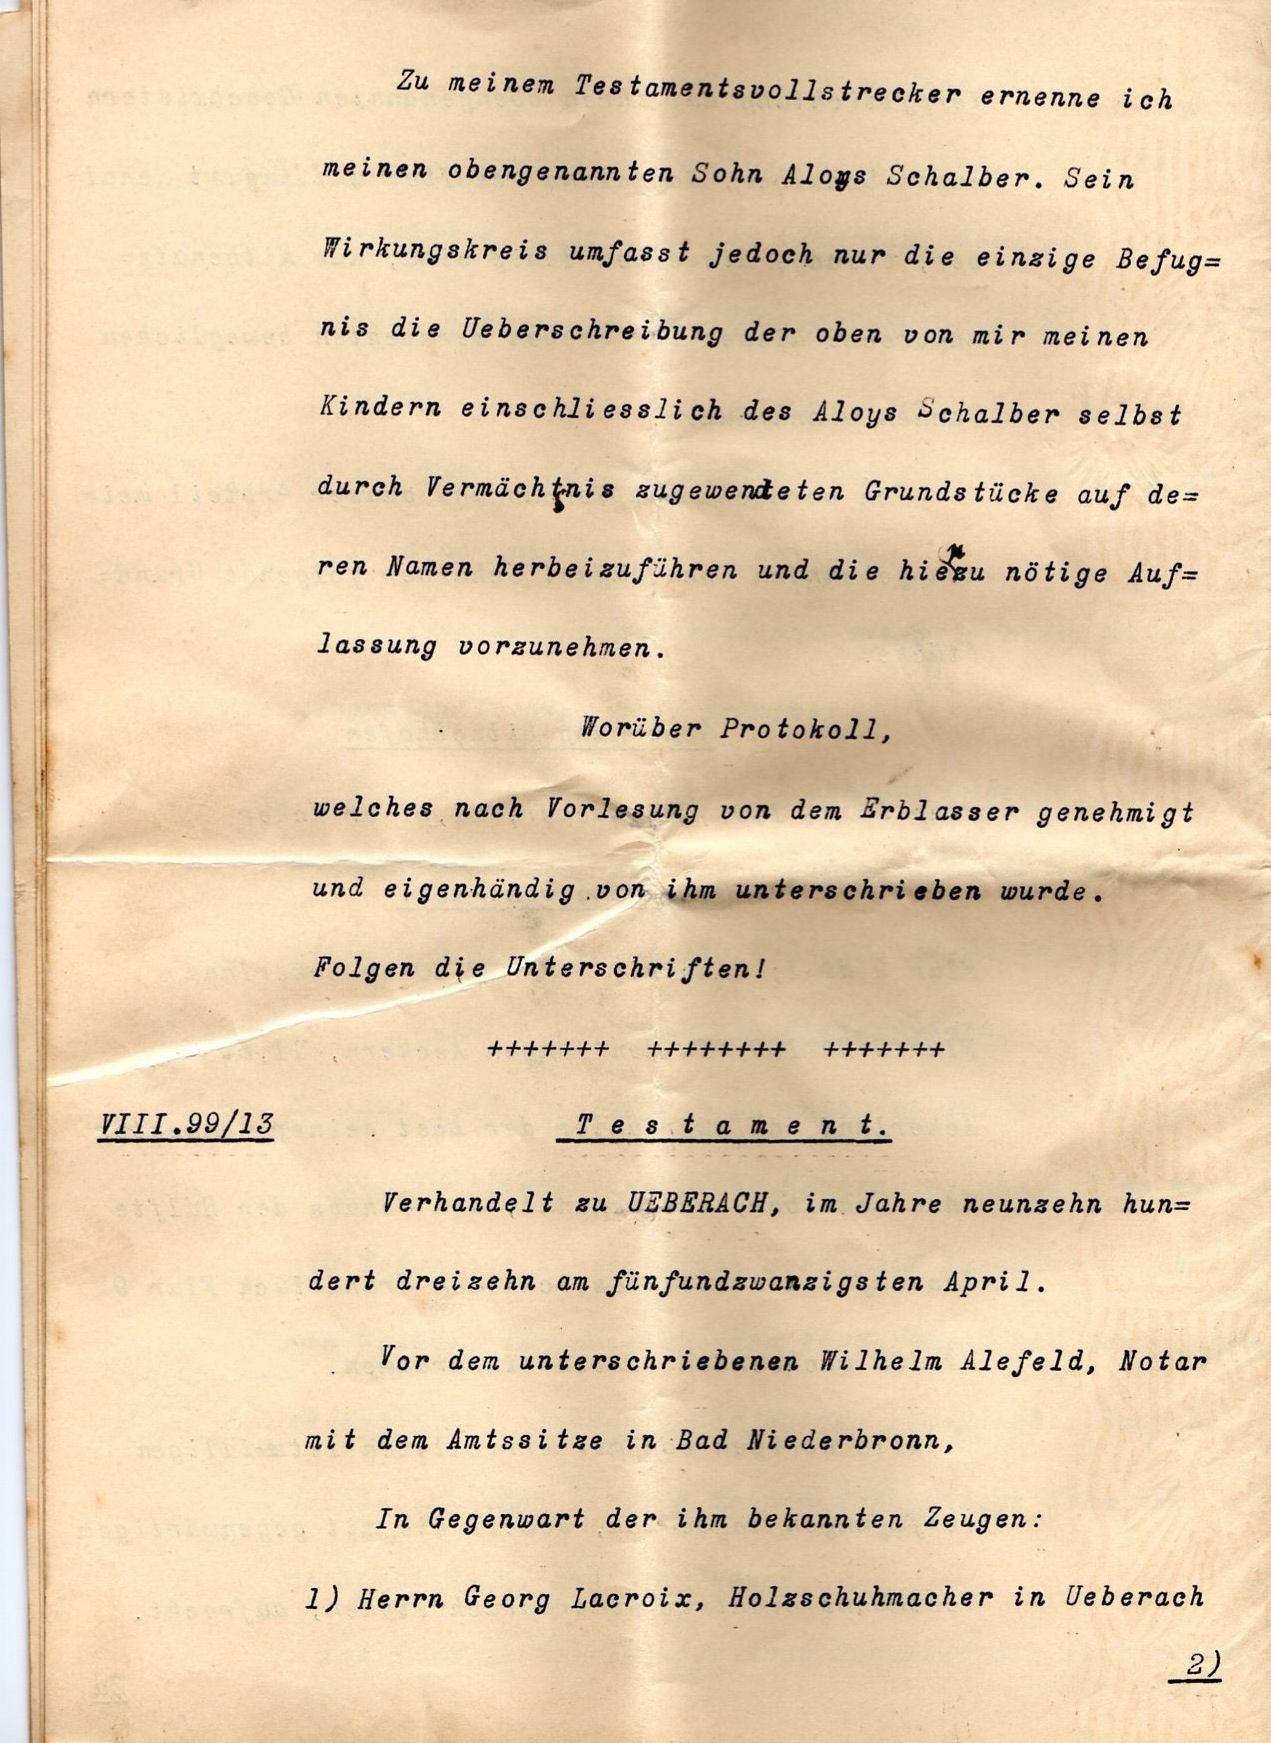 Zu meinem Testamentsvollstrecker ernenne ich
meinen obengenannten Sohn Aloys Schalber. Sein
Wirkungskreis umfasst jedoch nur die einzige Befug=
nis die Ueberschreibung der oben von mir meinen
Kindern einschliesslich des Aloys Schalber selbst
durch Vermächtnis zugewendeten Grundstücke auf de=
ren Namen herbeizuführen und die hierzu nötige Auf=
lassung vorzunehmen.
Worüber Protokoll,
welches nach Vorlesung von dem Erblasser genehmigt
und eigenhändig von ihm unterschrieben wurde.
Folgen die Unterschriften!
+++++++ ++++++++ +++++++
VIII.99/13 T e s t a m e n t.
Verhandelt zu UEBERACH, im Jahre neunzehn hun=
dert dreizehn am fünfundzwanzigsten April.
Vor dem unterschriebenen Wilhelm Alefeld, Notar
mit dem Amtssitze in Bad Niederbronn,
In Gegenwart der ihm bekannten Zeugen:
1) Herrn Georg Lacroix, Holzschuhmacher in Ueberach
2)